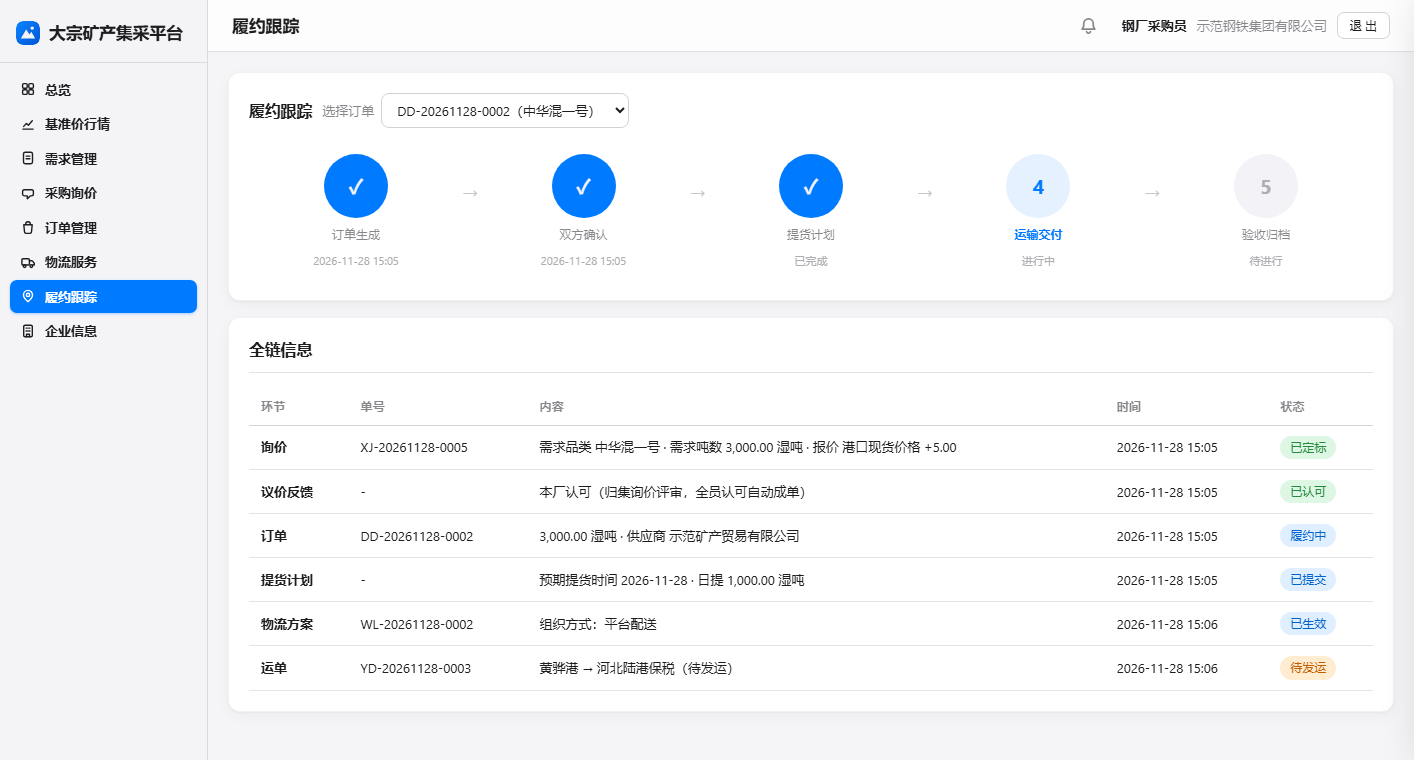 大宗矿产集采平台
履约跟踪
钢厂采购员 示范钢铁集团有限公司 退 出
总览
基准价行情
需求管理
采购询价
订单管理
物流服务
履约跟踪
企业信息
履约跟踪 选择订单 DD-20261128-0002（中华混一号）
✓ → ✓ → ✓ → 4 → 5
订单生成 双方确认 提货计划 运输交付 验收归档
2026-11-28 15:05 2026-11-28 15:05 已完成 进行中 待进行
全链信息
环节 单号 内容 时间 状态
询价 XJ-20261128-0005 需求品类 中华混一号 · 需求吨数 3,000.00 湿吨 · 报价 港口现货价格 +5.00 2026-11-28 15:05 已定标
议价反馈 - 本厂认可（归集询价评审，全员认可自动成单） 2026-11-28 15:05 已认可
订单 DD-20261128-0002 3,000.00 湿吨 · 供应商 示范矿产贸易有限公司 2026-11-28 15:05 履约中
提货计划 - 预期提货时间 2026-11-28 · 日提 1,000.00 湿吨 2026-11-28 15:05 已提交
物流方案 WL-20261128-0002 组织方式：平台配送 2026-11-28 15:06 已生效
运单 YD-20261128-0003 黄骅港 → 河北陆港保税（待发运） 2026-11-28 15:06 待发运